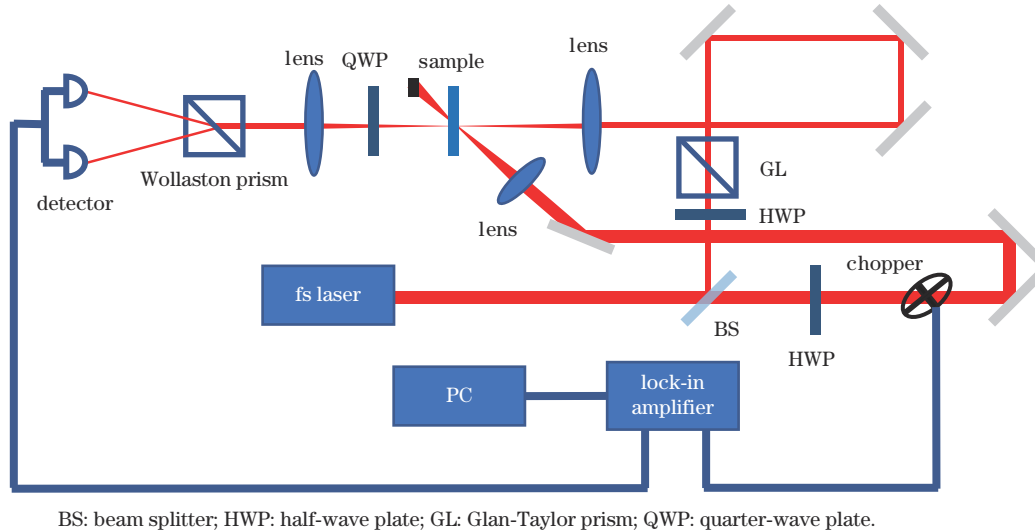 lens
QWP
sample
lens
Wollaston prism
GL
detector
lens
HWP
chopper
fs laser
BS
HWP
PC
lock-in
amplifier
BS: beam splitter; HWP: half-wave plate; GL: Glan-Taylor prism; QWP: quarter-wave plate.